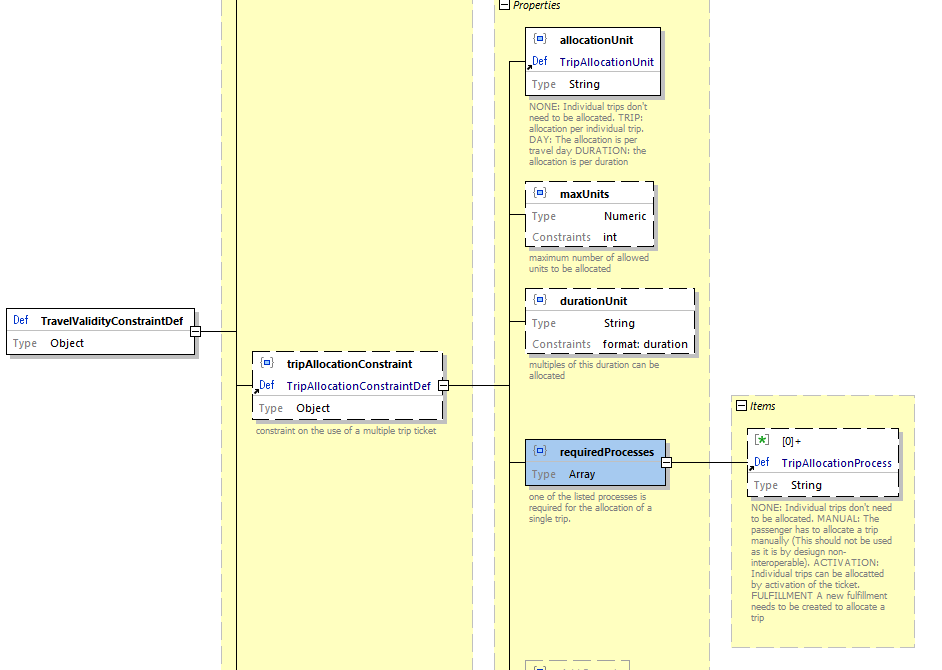 Properties
allocationUnit
Def TripAllocationUnit
Type String
NONE: Individual trips don't
need to be allocated. TRIP:
allocation per individual trip.
DAY: The allocation is per
travel day DURATION: the
allocation is per duration
maxUnits
Type Numeric
Constraints int
maximum number of allowed
units to be allocated
durationUnit
Type String
Constraints format: duration
multiples of this duration can be
allocated
Def TravelValidityConstraintDef
Type Object
tripAllocationConstraint
Def TripAllocationConstraintDef
Type Object
constraint on the use of a multiple trip ticket
requiredProcesses
Type Array
one of the listed processes is
required for the allocation of a
single trip.
Items
[0]+
Def TripAllocationProcess
Type String
NONE: Individual trips don't need
to be allocated. MANUAL: The
passenger has to allocate a trip
manually (This should not be used
as it is by desiugn non-
interoperable). ACTIVATION:
Individual trips can be allocatted
by activation of the ticket.
FULFILLMENT A new fulfillment
needs to be created to allocate a
trip